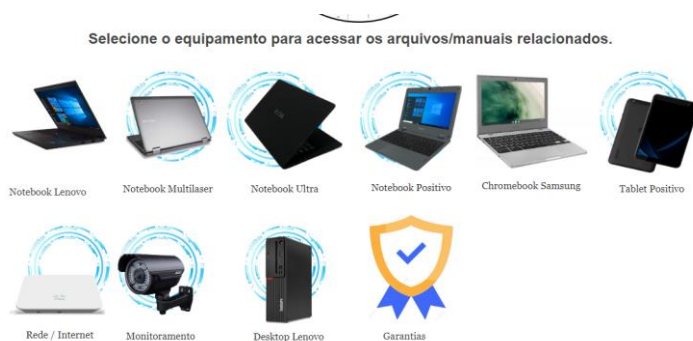 Selecione o equipamento para acessar os arquivos/manuais relacionados.
Notebook Lenovo
Notebook Multilaser
Notebook Ultra
Notebook Positivo
Chromebook Samsung
Tablet Positivo
Rede / Internet
Monitoramento
Desktop Lenovo
Garantias